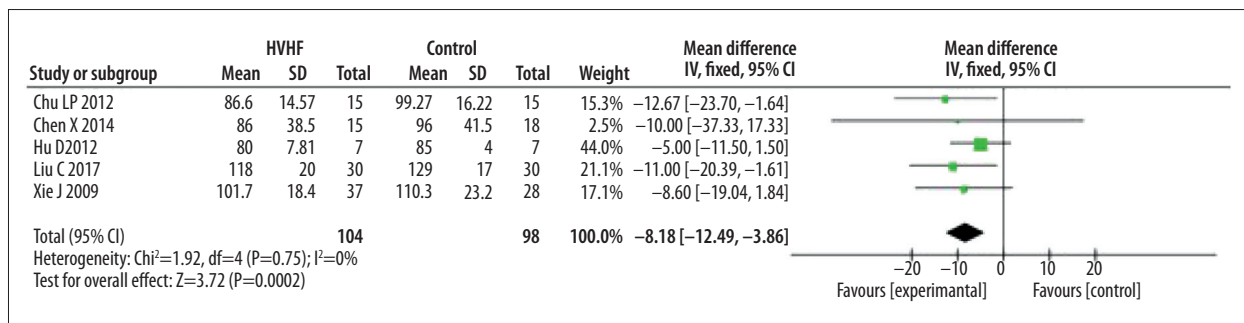 HVHF Control Mean difference Mean difference
Study or subgroup Mean SD Total Mean SD Total Weight IV, fixed, 95% CI IV, fixed, 95% CI
Chu LP 2012 86.6 14.57 15 99.27 16.22 15 15.3% −12.67 [−23.70, −1.64]
Chen X 2014 86 38.5 15 96 41.5 18 2.5% −10.00 [−37.33, 17.33]
Hu D2012 80 7.81 7 85 4 7 44.0% −5.00 [−11.50, 1.50]
Liu C 2017 118 20 30 129 17 30 21.1% −11.00 [−20.39, −1.61]
Xie J 2009 101.7 18.4 37 110.3 23.2 28 17.1% −8.60 [−19.04, 1.84]
Total (95% CI) 104 98 100.0% −8.18 [−12.49, −3.86]
Heterogeneity: Chi²=1.92, df=4 (P=0.75); I²=0%
Test for overall effect: Z=3.72 (P=0.0002)
−20 −10 0 10 20
Favours [experimantal] Favours [control]